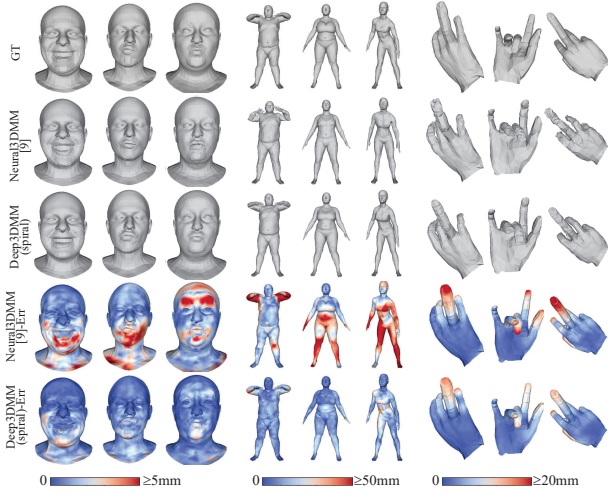 GT
Neural3DMM
[9]
Deep3DMM
(spiral)
Neural3DMM
[9]-Err
Deep3DMM
(spiral)-Err
0 ≥5mm 0 ≥50mm 0 ≥20mm